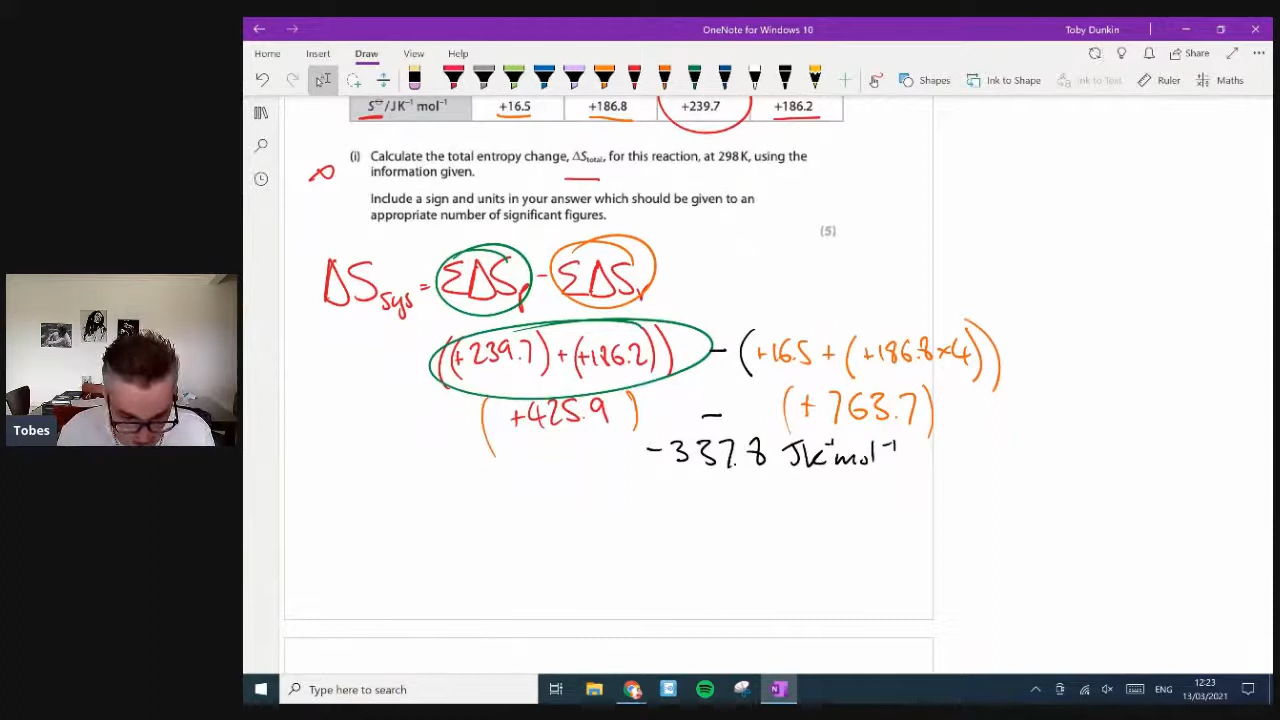 OneNote for Windows 10
Toby Dunkin
Home Insert Draw View Help
Share
Shapes Ink to Shape Ink to Text Ruler Maths
S⦵/J K⁻¹ mol⁻¹ +16.5 +186.8 +239.7 +186.2
(i) Calculate the total entropy change, ΔStotal, for this reaction, at 298 K, using the
information given.
Include a sign and units in your answer which should be given to an
appropriate number of significant figures.
(5)
ΔSsys = ΣΔSp - ΣΔSr
((+239.7) + (+186.2)) - (+16.5 + (+186.8×4))
(+425.9) - (+763.7)
-337.8 JK⁻¹mol⁻¹
Tobes
Type here to search
ENG
12:23
13/03/2021